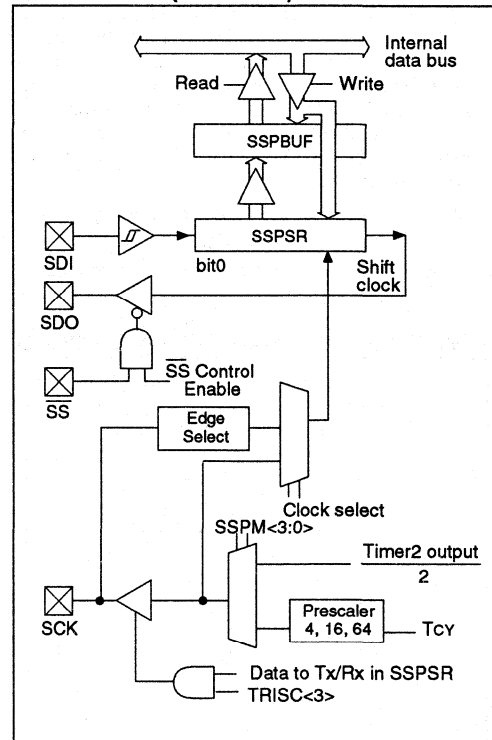 Internal
data bus
Read
Write
SSPBUF
SSPSR
SDI
bit0
Shift
clock
SDO
SS Control
Enable
SS
Edge
Select
Clock select
SSPM<3:0>
Timer2 output
2
Prescaler
4, 16, 64
TCY
SCK
Data to Tx/Rx in SSPSR
TRISC<3>